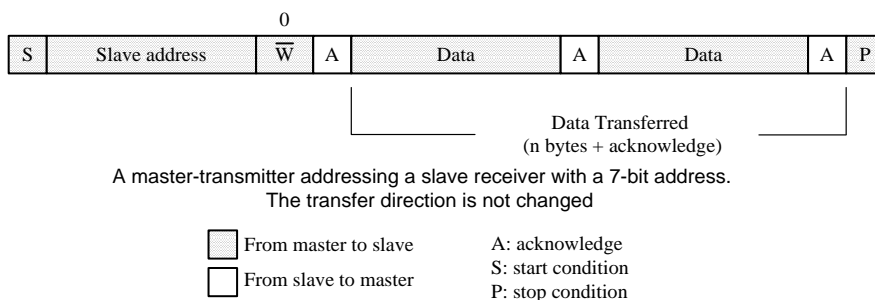 0
S Slave address W̅ A Data A Data A P
Data Transferred
(n bytes + acknowledge)
A master-transmitter addressing a slave receiver with a 7-bit address.
The transfer direction is not changed
From master to slave
From slave to master
A: acknowledge
S: start condition
P: stop condition